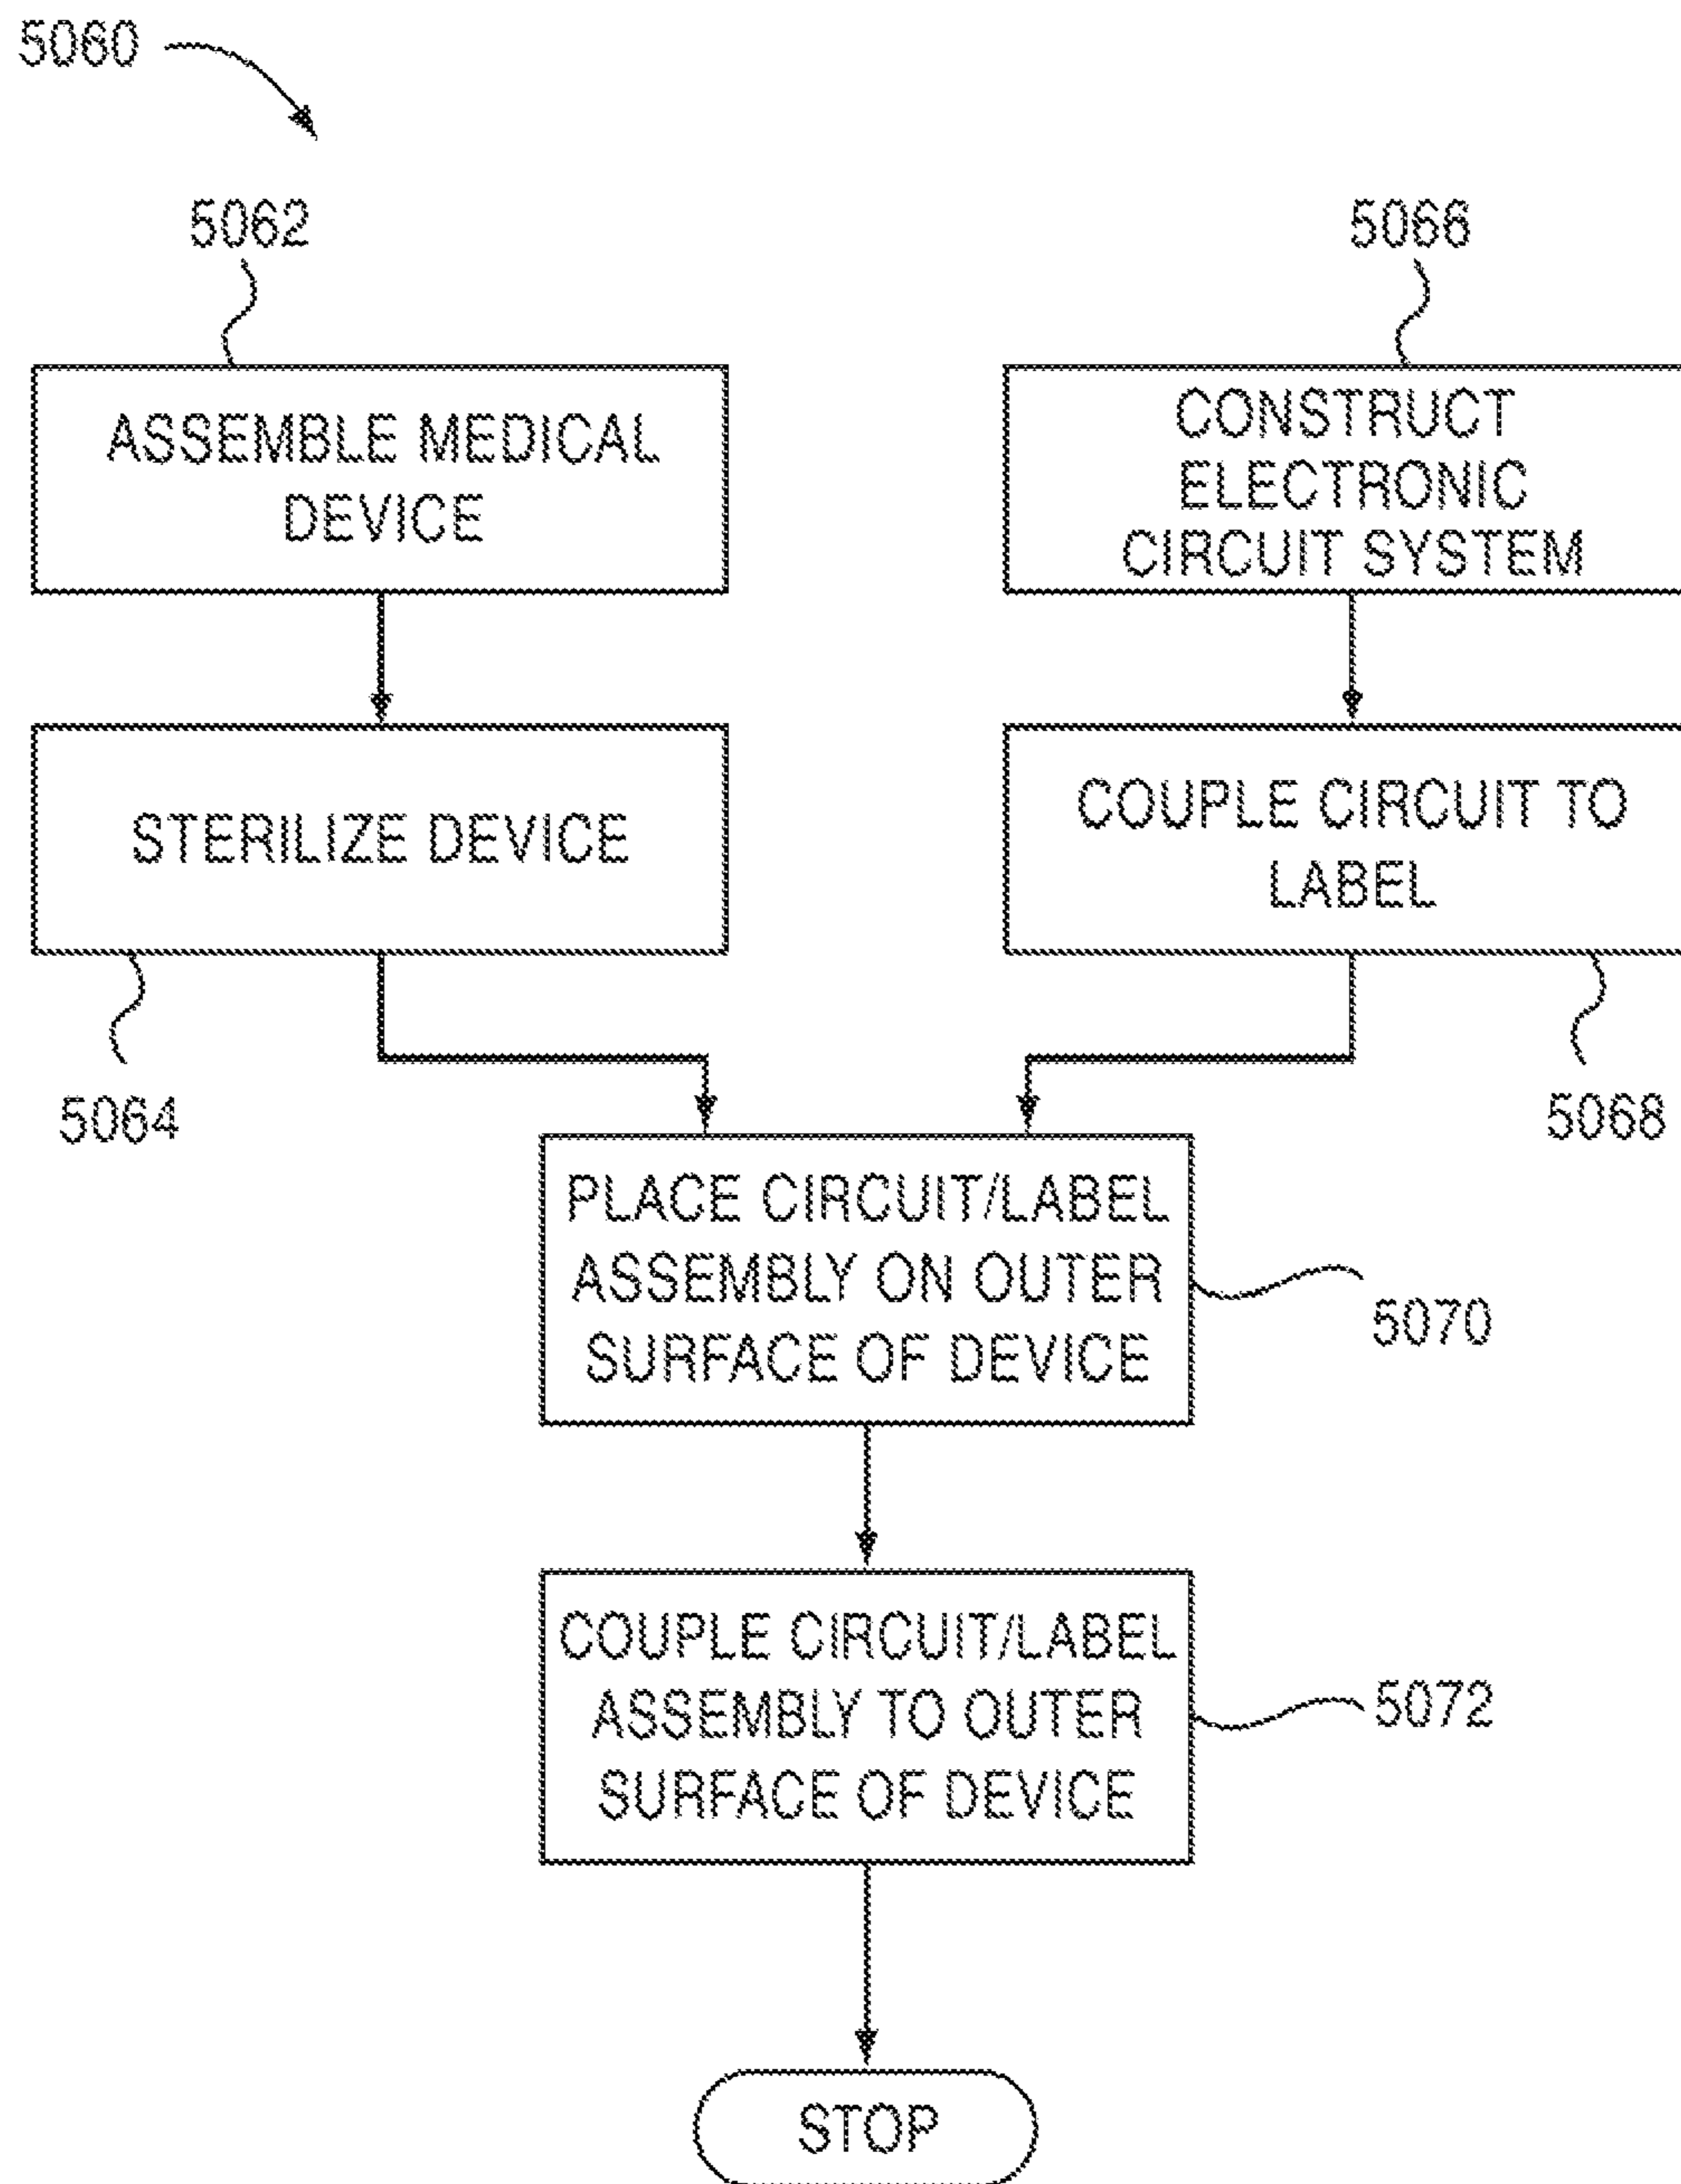 5060
5062
5066
ASSEMBLE MEDICAL
DEVICE
CONSTRUCT
ELECTRONIC
CIRCUIT SYSTEM
STERILIZE DEVICE
COUPLE CIRCUIT TO
LABEL
5064
5068
PLACE CIRCUIT/LABEL
ASSEMBLY ON OUTER
SURFACE OF DEVICE
5070
COUPLE CIRCUIT/LABEL
ASSEMBLY TO OUTER
SURFACE OF DEVICE
5072
STOP